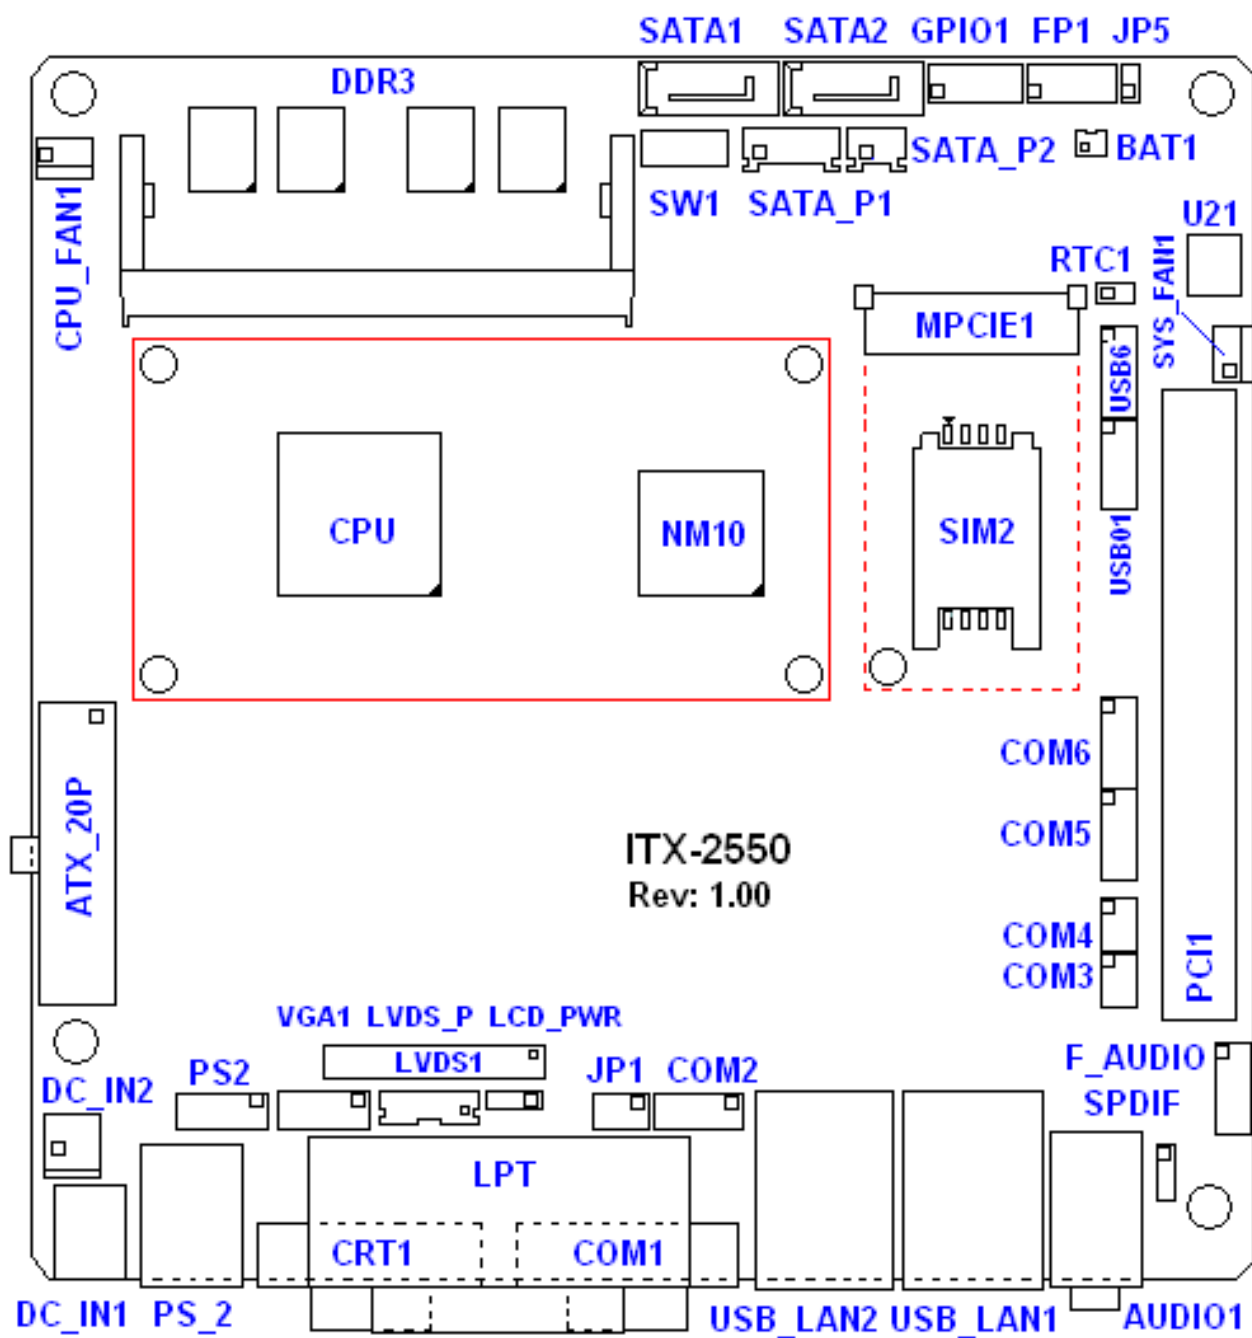 SATA1 SATA2 GPIO1 FP1 JP5
DDR3
SATA_P2 BAT1
CPU_FAN1
SW1 SATA_P1
U21
RTC1
SYS_FAN1
MPCIE1
USB6
CPU
NM10
SIM2
USB01
COM6
ATX_20P
COM5
ITX-2550
Rev: 1.00
COM4
COM3
PCI1
VGA1 LVDS_P LCD_PWR
LVDS1
F_AUDIO
PS2
JP1 COM2
DC_IN2
SPDIF
LPT
CRT1
COM1
DC_IN1 PS_2 USB_LAN2 USB_LAN1 AUDIO1